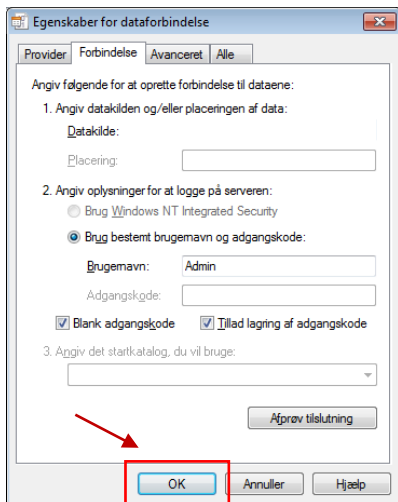 Egenskaber for dataforbindelse
Provider Forbindelse Avanceret Alle
Angiv følgende for at oprette forbindelse til dataene:
1. Angiv datakilden og/eller placeringen af data:
Datakilde:
Placering:
2. Angiv oplysninger for at logge på serveren:
Brug Windows NT Integrated Security
Brug bestemt brugernavn og adgangskode:
Brugernavn: Admin
Adgangskode:
Blank adgangskode Tillad lagring af adgangskode
3. Angiv det startkatalog, du vil bruge:
Afprøv tilslutning
OK Annuller Hjælp